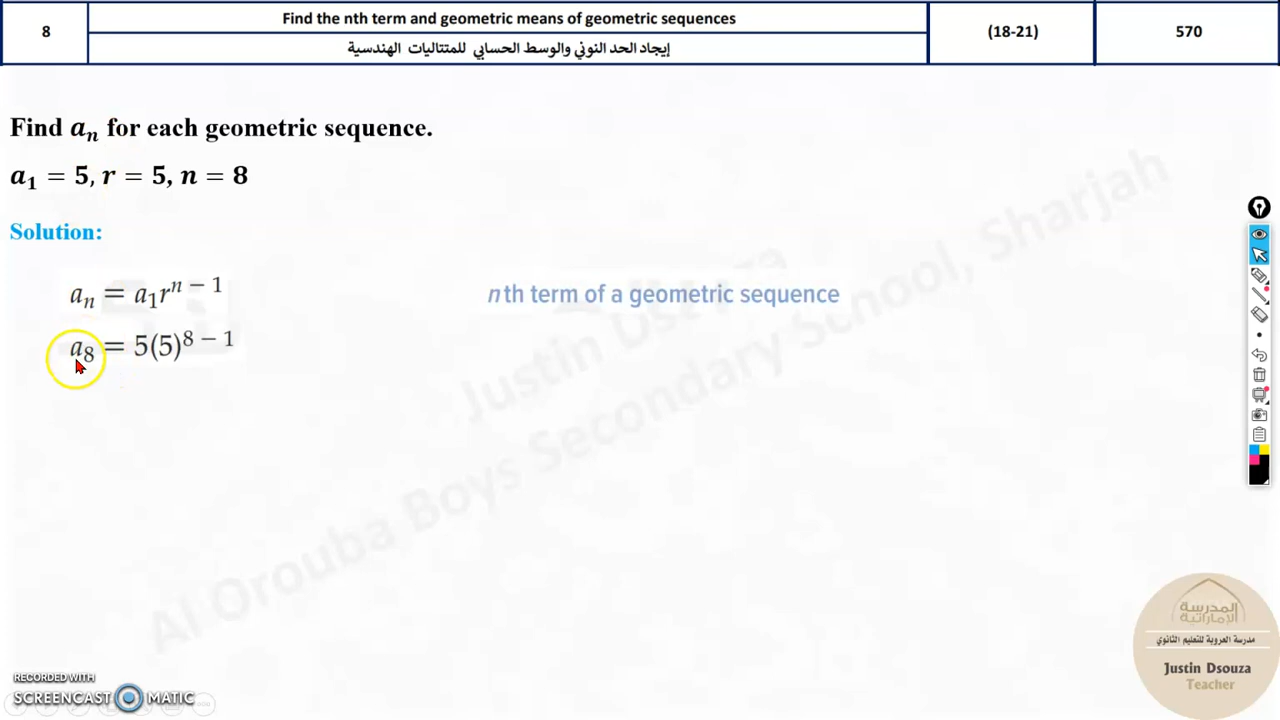 8
Find the nth term and geometric means of geometric sequences
إيجاد الحد النوني والوسط الحسابي للمتتاليات الهندسية
(18-21)
570
Find aₙ for each geometric sequence.
a₁ = 5, r = 5, n = 8
Solution:
aₙ = a₁rⁿ⁻¹
nth term of a geometric sequence
a₈ = 5(5)⁸⁻¹
Justin Dsouza
Al Orouba Boys Secondary School, Sharjah
المدرسة
الإماراتية
مدرسة العروبة للتعليم الثانوي
Justin Dsouza
Teacher
RECORDED WITH
SCREENCAST MATIC